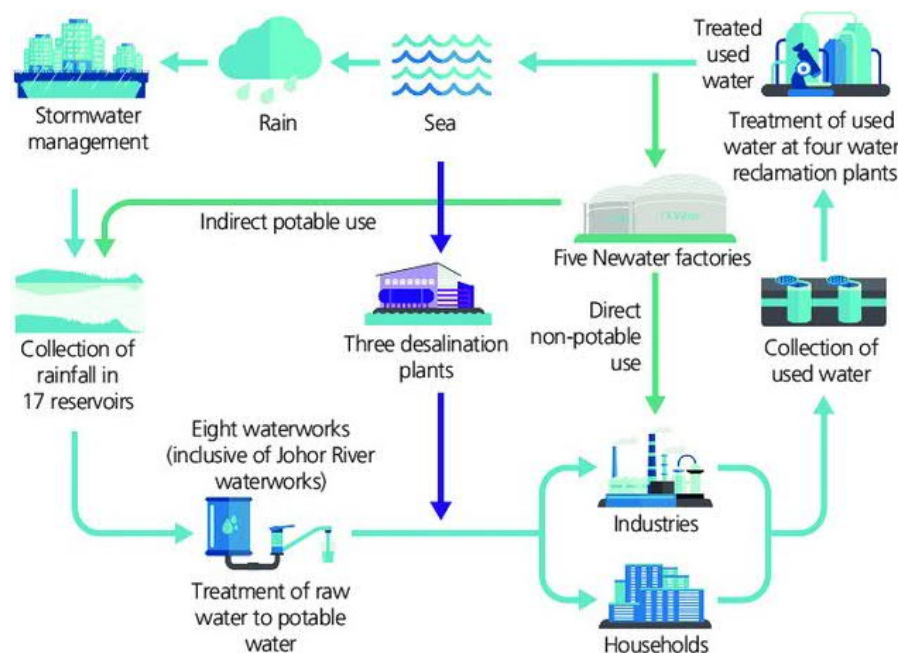 Treated
used
water
Stormwater
management
Rain
Sea
Treatment of used
water at four water
reclamation plants
Indirect potable use
Five Newater factories
Collection of
rainfall in
17 reservoirs
Three desalination
plants
Direct
non-potable
use
Collection of
used water
Eight waterworks
(inclusive of Johor River
waterworks)
Industries
Treatment of raw
water to potable
water
Households